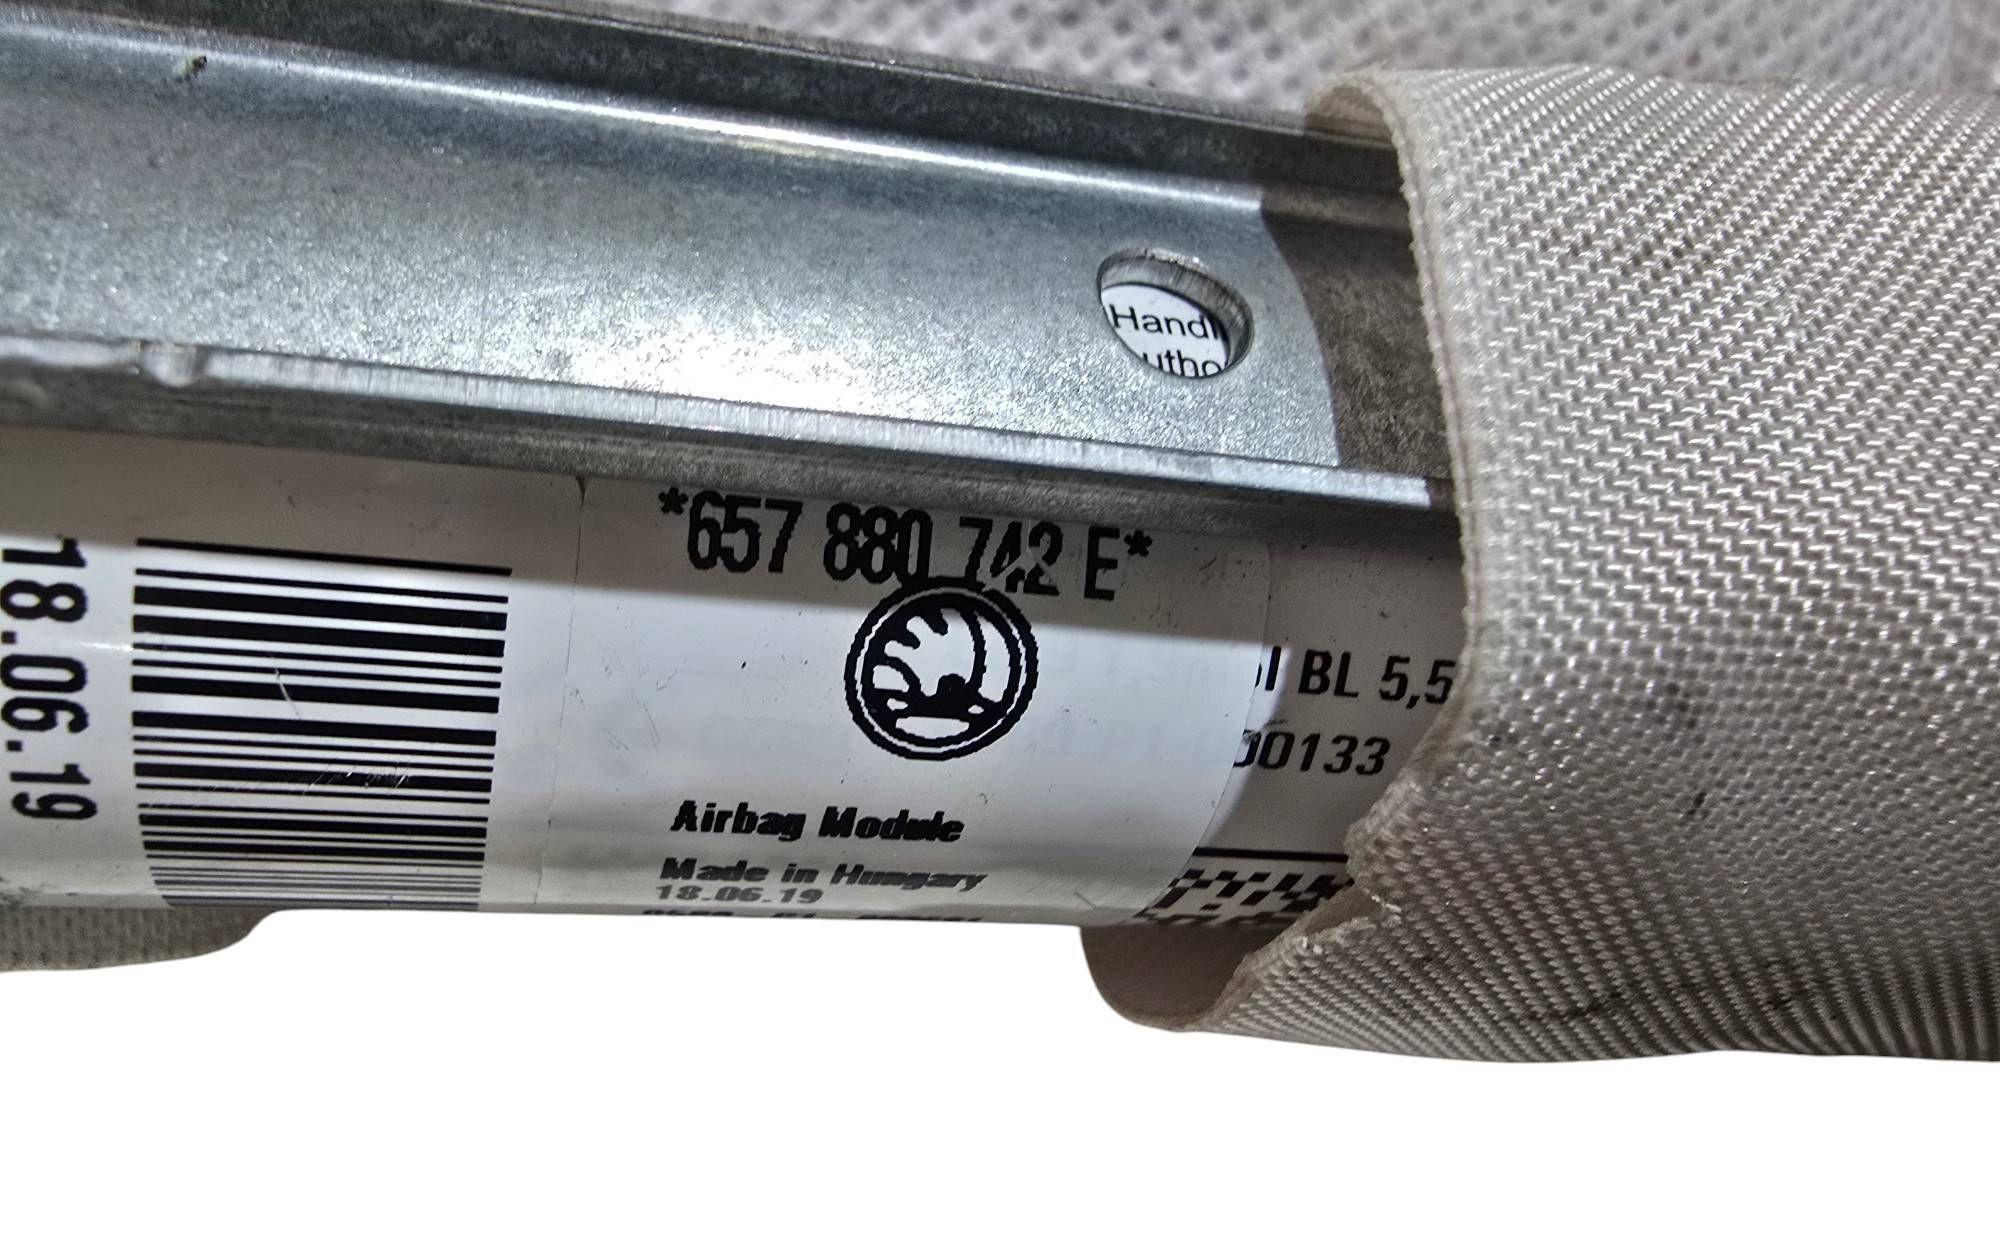 Handl
utho
*657 880 742 E*
18.06.19
I BL 5,5
00133
Airbag Module
Made in Hungary
18.06.19